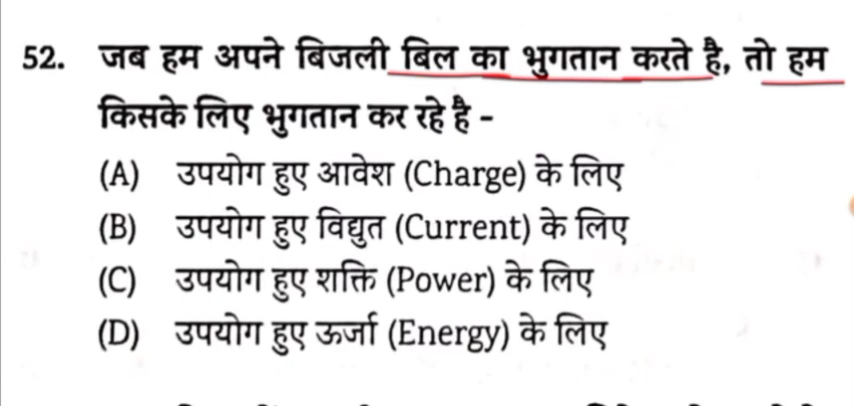 52. जब हम अपने बिजली बिल का भुगतान करते है, तो हम
किसके लिए भुगतान कर रहे है -
(A) उपयोग हुए आवेश (Charge) के लिए
(B) उपयोग हुए विद्युत (Current) के लिए
(C) उपयोग हुए शक्ति (Power) के लिए
(D) उपयोग हुए ऊर्जा (Energy) के लिए